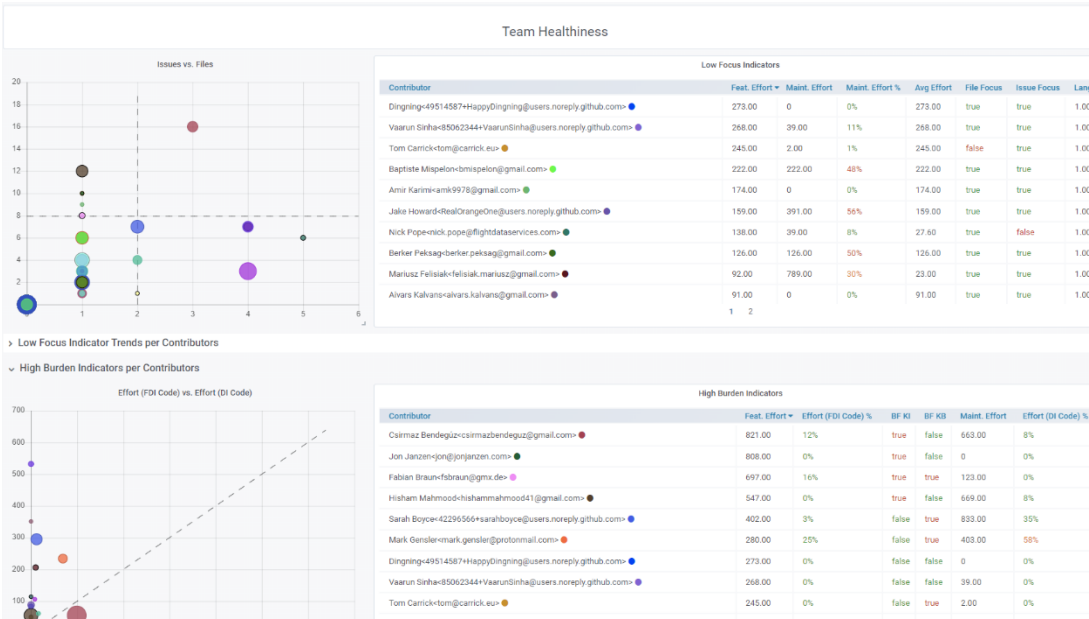 Team Healthiness
Issues vs. Files
20
18
16
14
12
10
8
6
4
2
1 2 3 4 5 6
Low Focus Indicators
Contributor Feat. Effort Maint. Effort Maint. Effort % Avg Effort File Focus Issue Focus Lang
Dingning<49514587+HappyDingning@users.noreply.github.com> 273.00 0 0% 273.00 true true 1.00
Vaarun Sinha<85062344+VaarunSinha@users.noreply.github.com> 268.00 39.00 11% 268.00 true true 1.00
Tom Carrick<tom@carrick.eu> 245.00 2.00 1% 245.00 false true 1.00
Baptiste Mispelon<bmispelon@gmail.com> 222.00 222.00 48% 222.00 true true 1.00
Amir Karimi<amk9978@gmail.com> 174.00 0 0% 174.00 true true 1.00
Jake Howard<RealOrangeOne@users.noreply.github.com> 159.00 391.00 56% 159.00 true true 1.00
Nick Pope<nick.pope@flightdataservices.com> 138.00 39.00 8% 27.60 true false 1.00
Berker Peksag<berker.peksag@gmail.com> 126.00 126.00 50% 126.00 true true 1.00
Mariusz Felisiak<felisiak.mariusz@gmail.com> 92.00 789.00 30% 23.00 true true 1.00
Aivars Kalvans<aivars.kalvans@gmail.com> 91.00 0 0% 91.00 true true 1.00
1 2
Low Focus Indicator Trends per Contributors
High Burden Indicators per Contributors
Effort (FDI Code) vs. Effort (DI Code)
700
600
500
400
300
200
100
High Burden Indicators
Contributor Feat. Effort Effort (FDI Code) % BF KI BF KB Maint. Effort Effort (DI Code) %
Csirmaz Bendegúz<csirmazbendeguz@gmail.com> 821.00 12% true false 663.00 8%
Jon Janzen<jon@jonjanzen.com> 808.00 0% true false 0 0%
Fabian Braun<fsbraun@gmx.de> 697.00 16% true true 123.00 0%
Hisham Mahmood<hishammahmood41@gmail.com> 547.00 0% true false 669.00 8%
Sarah Boyce<42296566+sarahboyce@users.noreply.github.com> 402.00 3% false true 833.00 35%
Mark Gensler<mark.gensler@protonmail.com> 280.00 25% false true 403.00 58%
Dingning<49514587+HappyDingning@users.noreply.github.com> 273.00 0% false false 0 0%
Vaarun Sinha<85062344+VaarunSinha@users.noreply.github.com> 268.00 0% false false 39.00 0%
Tom Carrick<tom@carrick.eu> 245.00 0% false true 2.00 0%